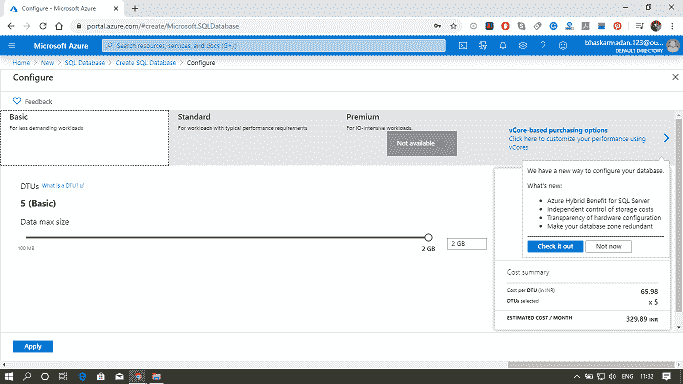 Configure - Microsoft Azure
portal.azure.com/#create/Microsoft.SQLDatabase
Microsoft Azure
Search resources, services, and docs (G+/)
bhaskarmadan.123@ou...
DEFAULT DIRECTORY
Home > New > SQL Database > Create SQL Database > Configure
Configure
Feedback
Basic
For less demanding workloads
Standard
For workloads with typical performance requirements
Premium
For IO-intensive workloads.
Not available
vCore-based purchasing options
Click here to customize your performance using
vCores
We have a new way to configure your database.
What's new:
Azure Hybrid Benefit for SQL Server
Independent control of storage costs
Transparency of hardware configuration
Make your database zone redundant
Check it out
Not now
DTUs What is a DTU?
5 (Basic)
Data max size
100 MB
2 GB
2 GB
Cost summary
Cost per DTU (in INR) 65.98
DTUs selected x 5
ESTIMATED COST / MONTH 329.89 INR
Apply
ENG
11:32